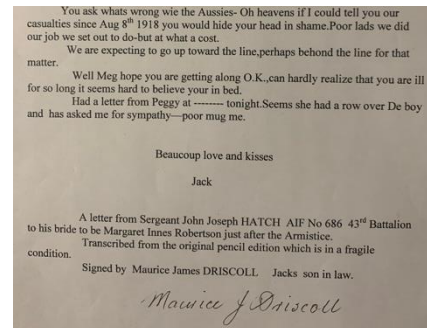 You ask whats wrong wie the Aussies- Oh heavens if I could tell you our
casualties since Aug 8th 1918 you would hide your head in shame.Poor lads we did
our job we set out to do-but at what a cost.
We are expecting to go up toward the line,perhaps behond the line for that
matter.
Well Meg hope you are getting along O.K.,can hardly realize that you are ill
for so long it seems hard to believe your in bed.
Had a letter from Peggy at -------- tonight.Seems she had a row over De boy
and has asked me for sympathy—poor mug me.
Beaucoup love and kisses
Jack
A letter from Sergeant John Joseph HATCH AIF No 686 43rd Battalion
to his bride to be Margaret Innes Robertson just after the Armistice.
Transcribed from the original pencil edition which is in a fragile
condition.
Signed by Maurice James DRISCOLL Jacks son in law.
Maurice J Driscoll